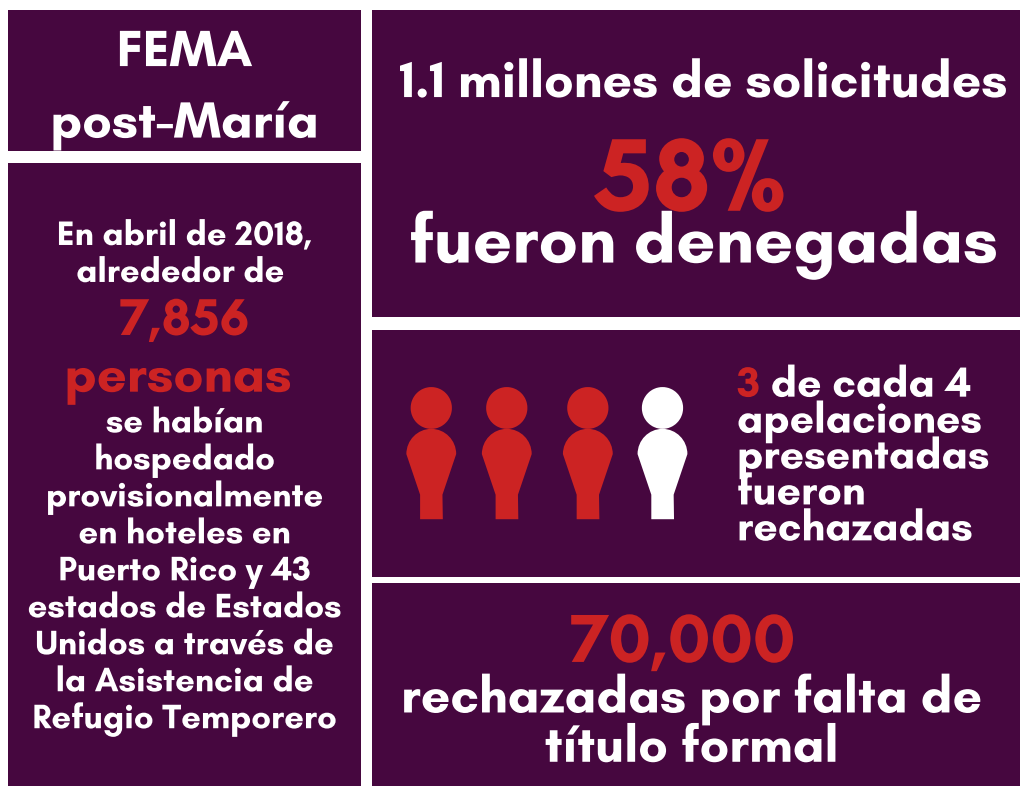 FEMA
post-María
En abril de 2018,
alrededor de
7,856
personas
se habían
hospedado
provisionalmente
en hoteles en
Puerto Rico y 43
estados de Estados
Unidos a través de
la Asistencia de
Refugio Temporero
1.1 millones de solicitudes
58%
fueron denegadas
3 de cada 4
apelaciones
presentadas
fueron
rechazadas
70,000
rechazadas por falta de
título formal